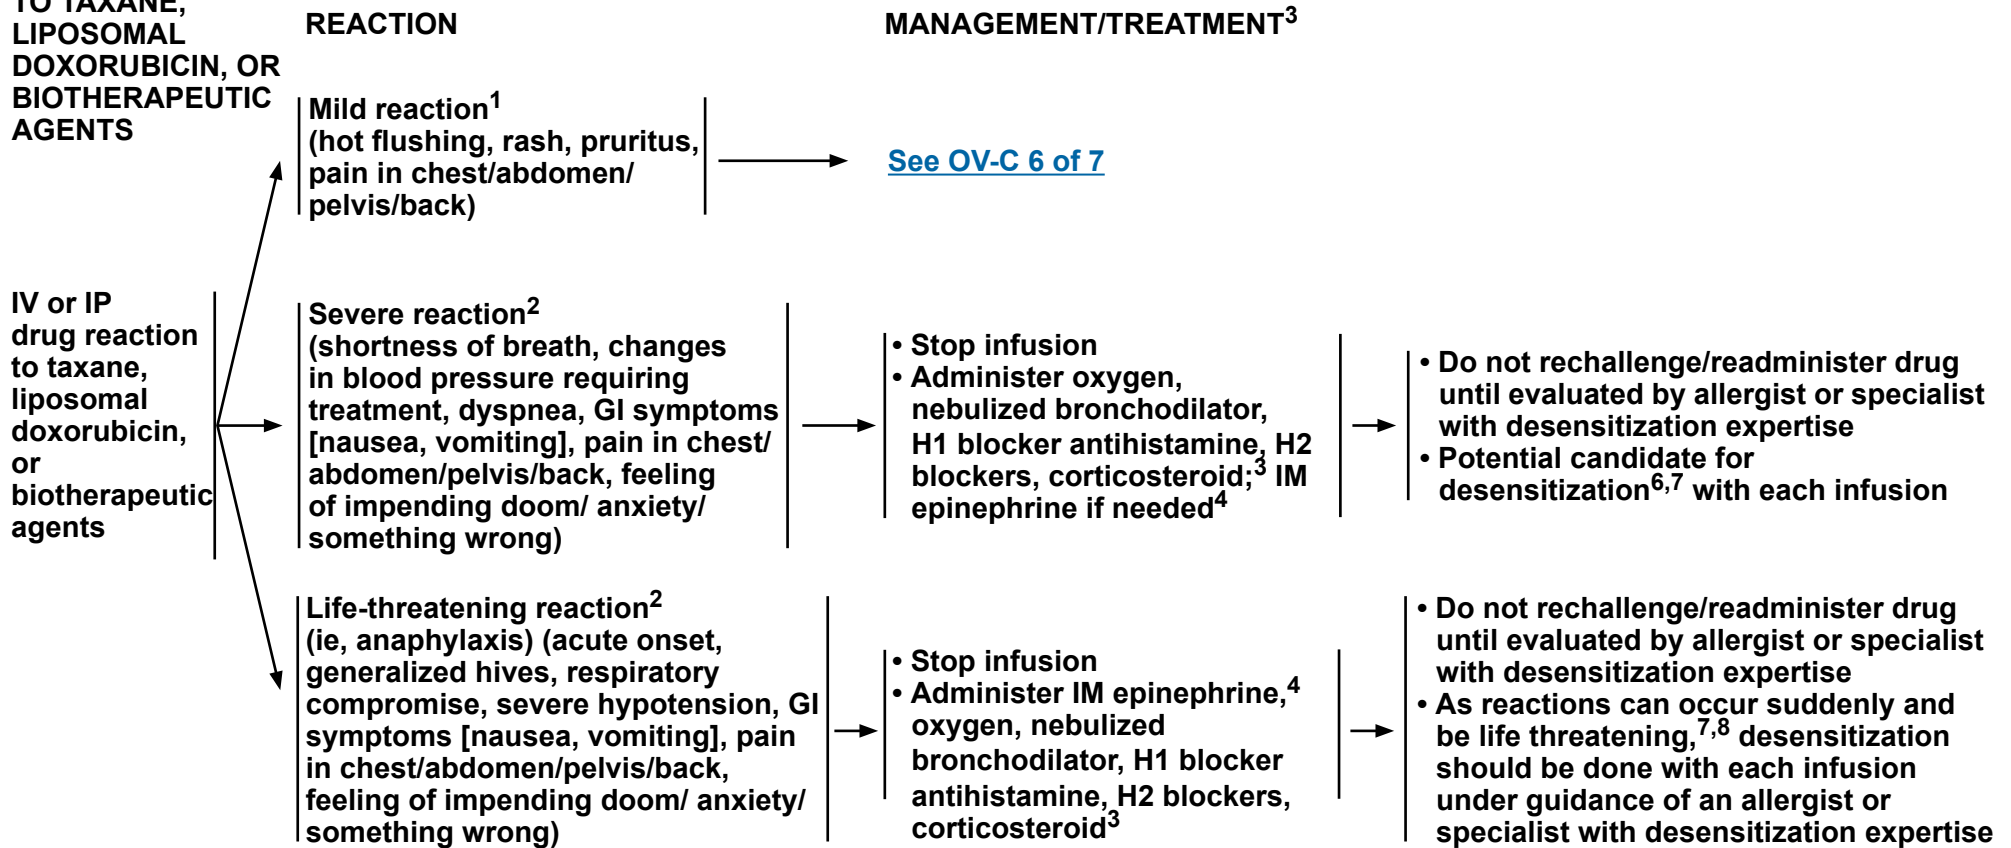 TO TAXANE,
LIPOSOMAL
DOXORUBICIN, OR
BIOTHERAPEUTIC
AGENTS
REACTION
MANAGEMENT/TREATMENT3
IV or IP
drug reaction
to taxane,
liposomal
doxorubicin,
or
biotherapeutic
agents
Mild reaction1
(hot flushing, rash, pruritus,
pain in chest/abdomen/
pelvis/back)
See OV-C 6 of 7
Severe reaction2
(shortness of breath, changes
in blood pressure requiring
treatment, dyspnea, GI symptoms
[nausea, vomiting], pain in chest/
abdomen/pelvis/back, feeling
of impending doom/ anxiety/
something wrong)
• Stop infusion
• Administer oxygen,
nebulized bronchodilator,
H1 blocker antihistamine, H2
blockers, corticosteroid;3 IM
epinephrine if needed4
• Do not rechallenge/readminister drug
until evaluated by allergist or specialist
with desensitization expertise
• Potential candidate for
desensitization6,7 with each infusion
Life-threatening reaction2
(ie, anaphylaxis) (acute onset,
generalized hives, respiratory
compromise, severe hypotension, GI
symptoms [nausea, vomiting], pain
in chest/abdomen/pelvis/back,
feeling of impending doom/ anxiety/
something wrong)
• Stop infusion
• Administer IM epinephrine,4
oxygen, nebulized
bronchodilator, H1 blocker
antihistamine, H2 blockers,
corticosteroid3
• Do not rechallenge/readminister drug
until evaluated by allergist or specialist
with desensitization expertise
• As reactions can occur suddenly and
be life threatening,7,8 desensitization
should be done with each infusion
under guidance of an allergist or
specialist with desensitization expertise